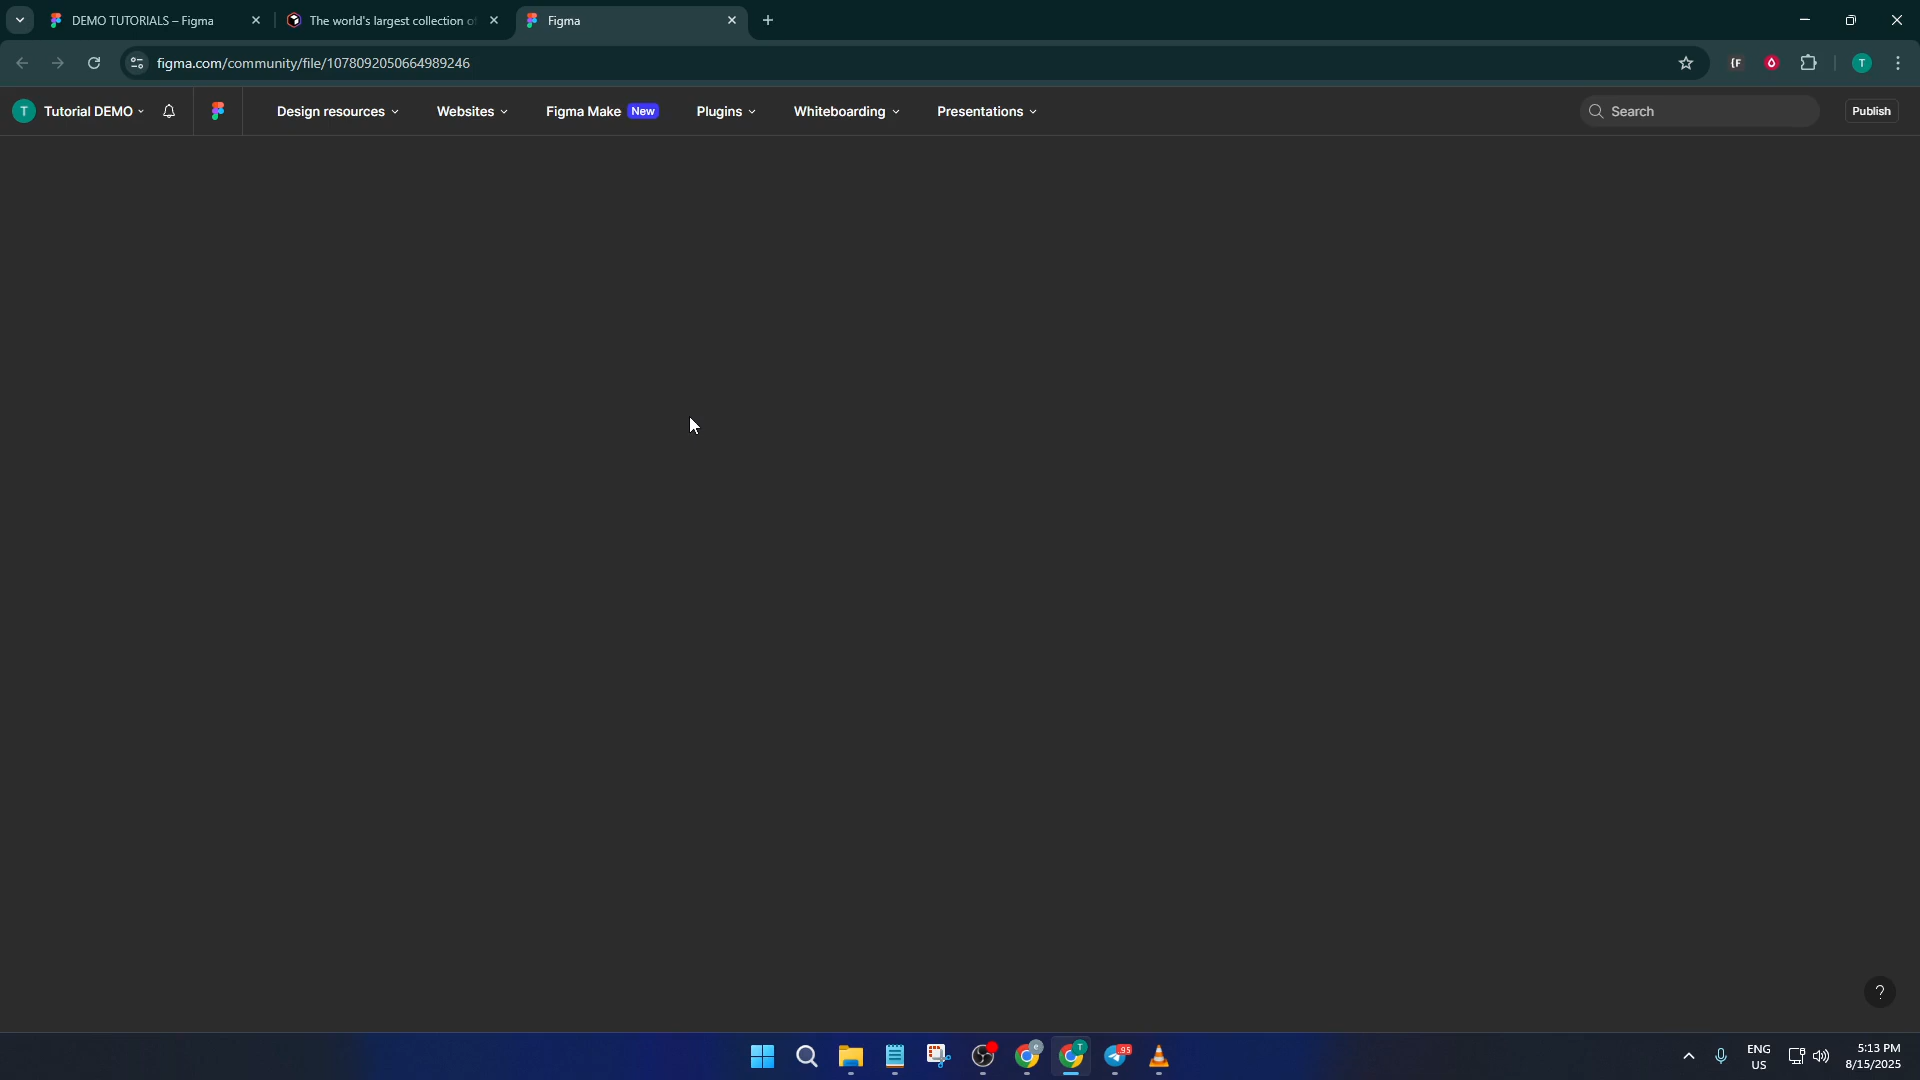 DEMO TUTORIALS – Figma
The world's largest collection o
Figma
figma.com/community/file/1078092050664989246
{F
T
T
Tutorial DEMO
Design resources
Websites
Figma Make New
Plugins
Whiteboarding
Presentations
Search
Publish
?
e
T
95
ENG
US
5:13 PM
8/15/2025